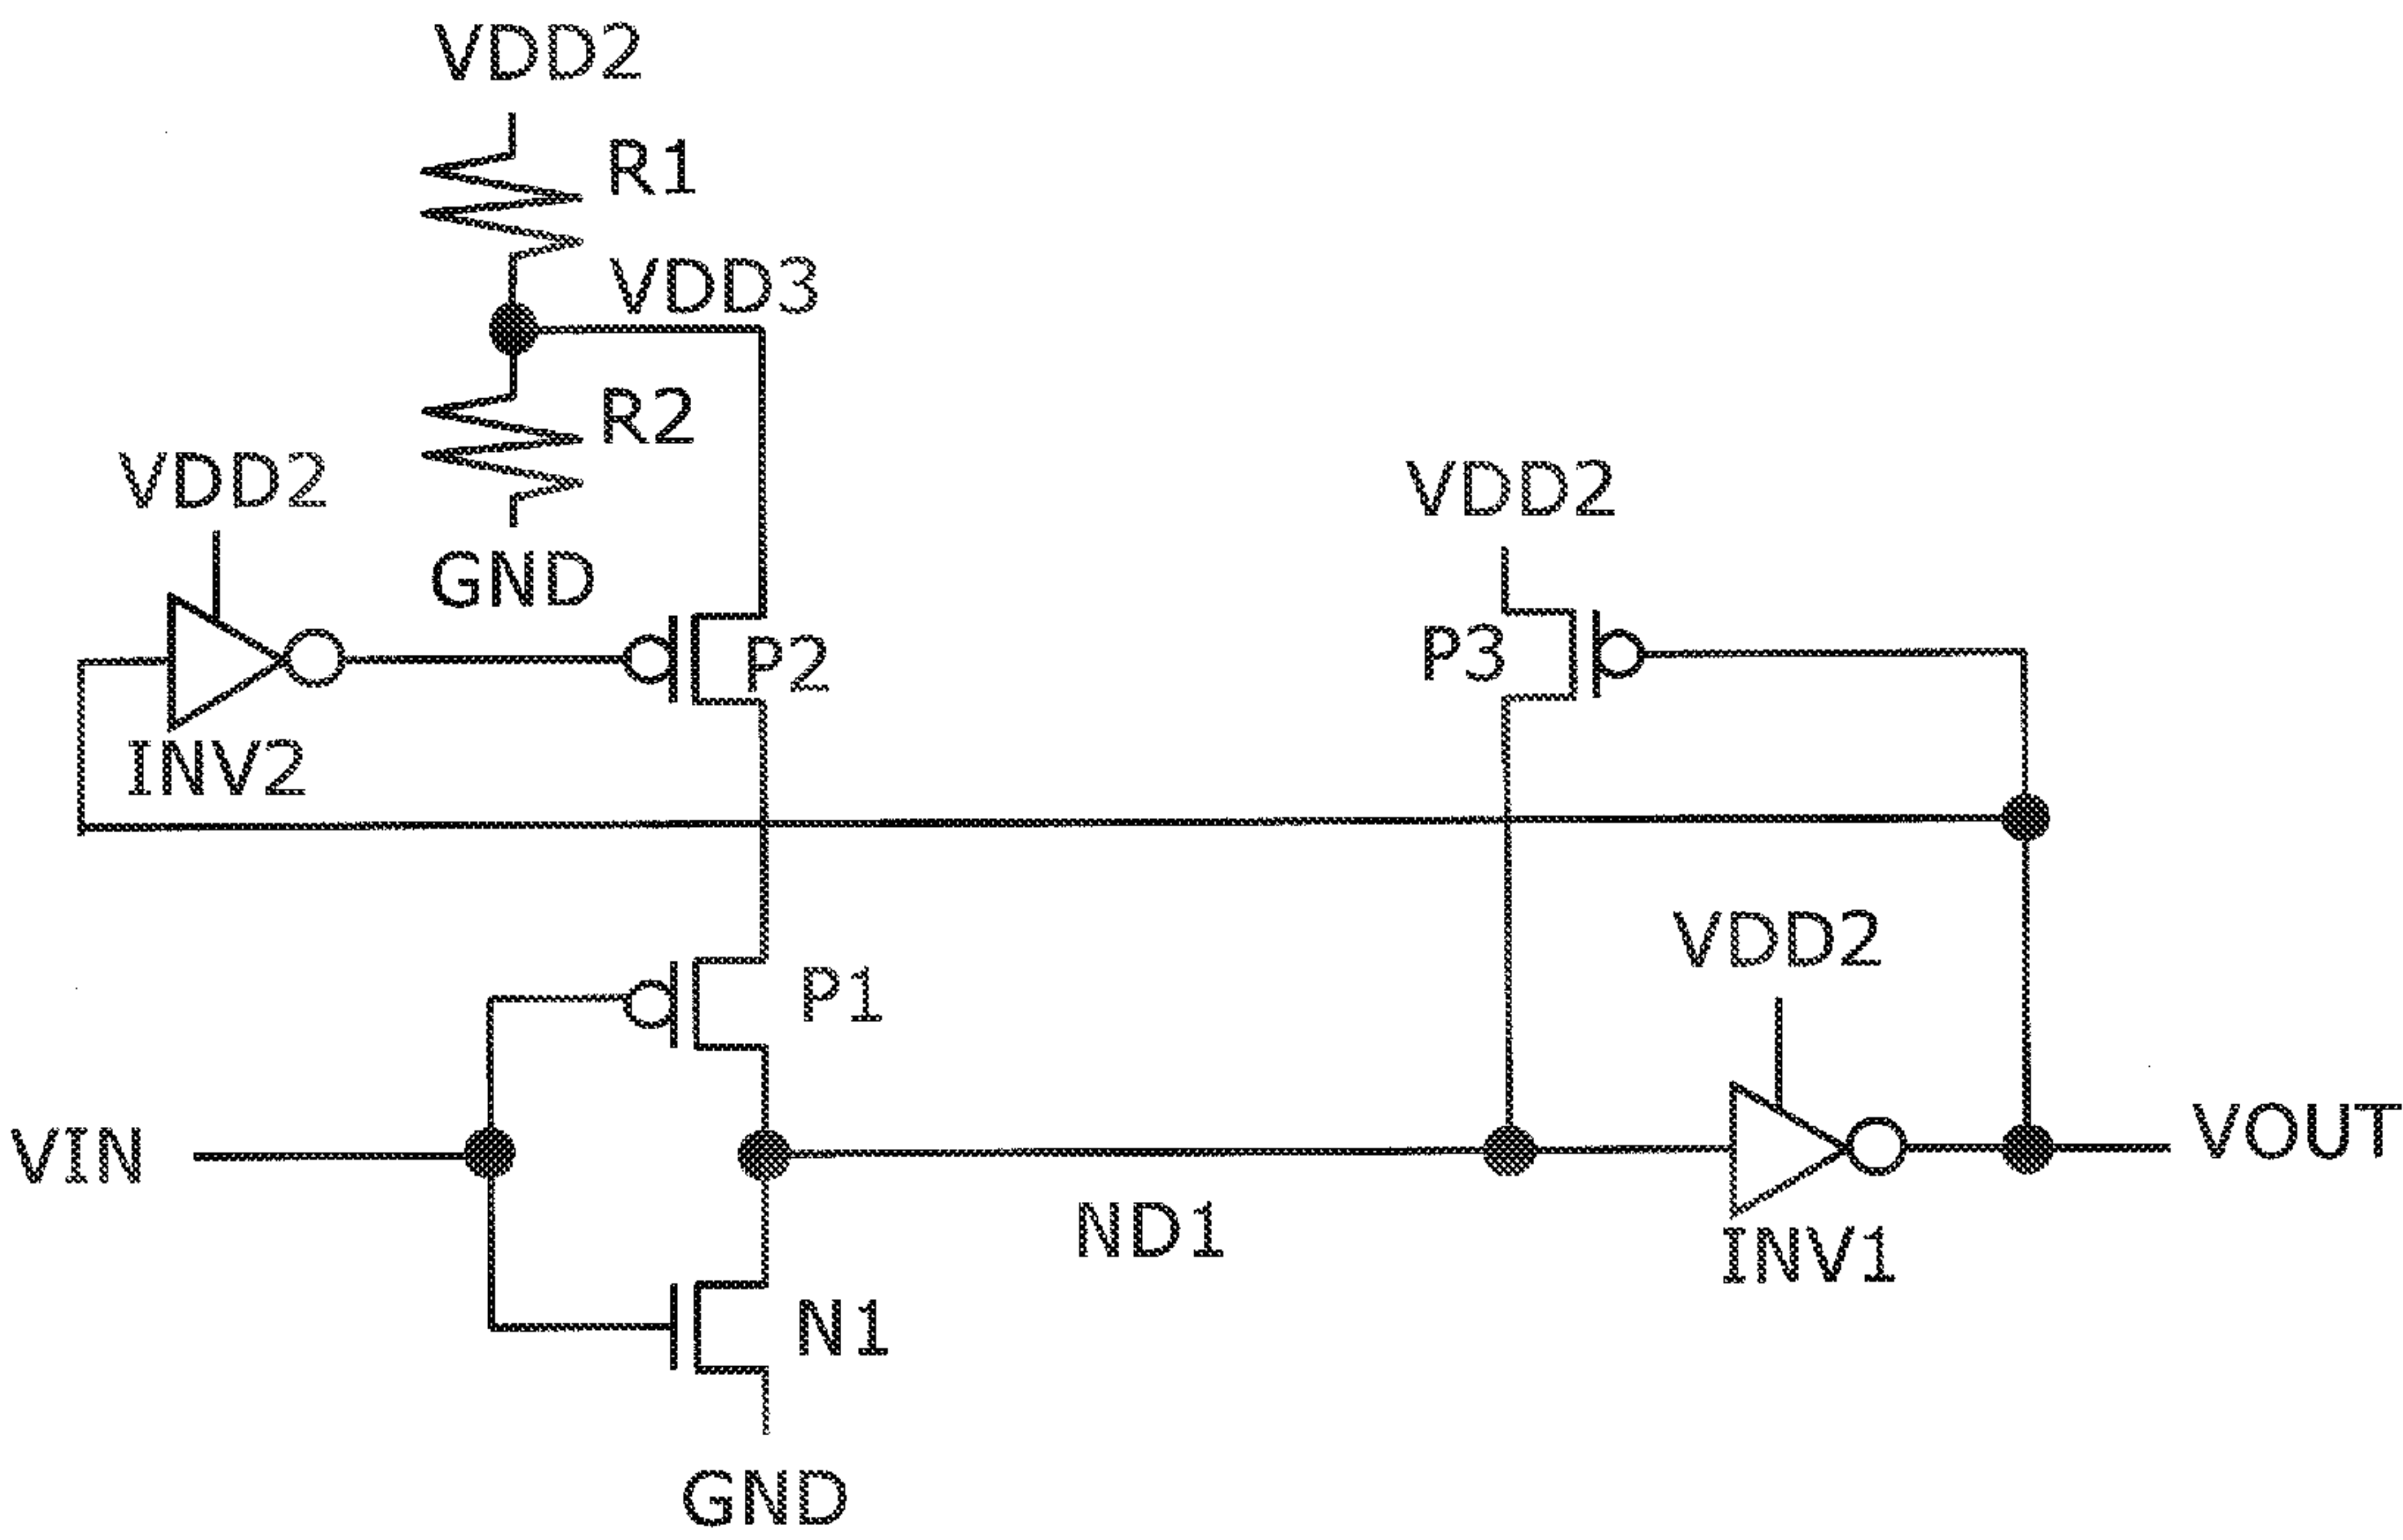 VDD2
R1
VDD3
R2
VDD2
GND
VDD2
P2
P3
INV2
VDD2
P1
VIN
VOUT
ND1
INV1
N1
GND